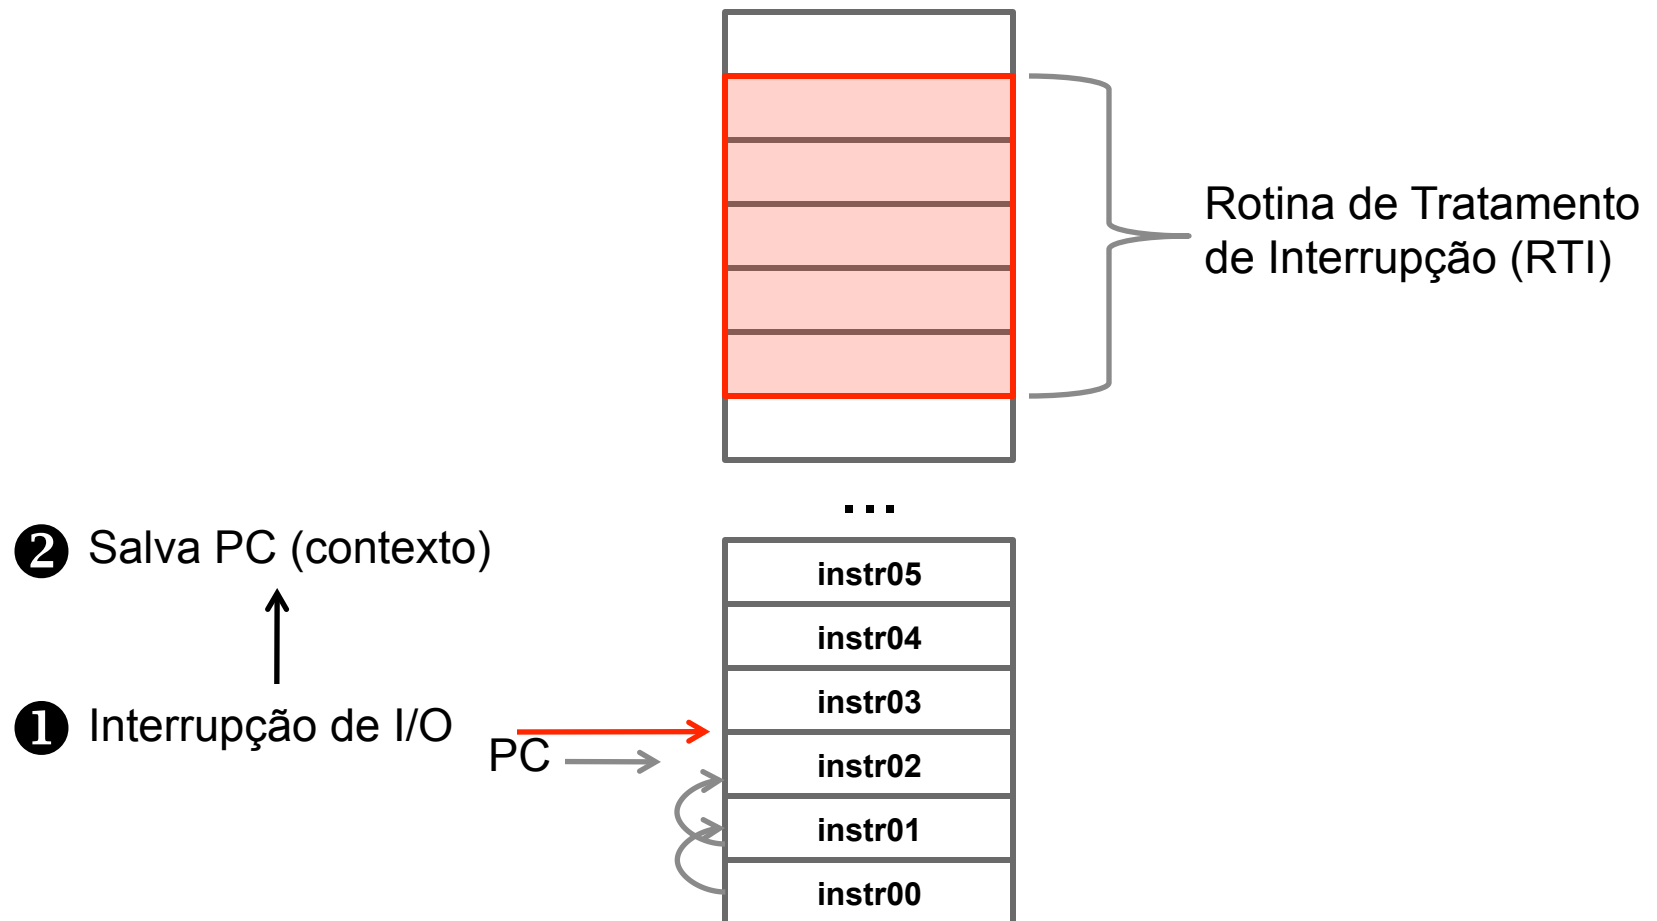 Rotina de Tratamento
de Interrupção (RTI)
...
❷ Salva PC (contexto)
instr05
instr04
instr03
❶ Interrupção de I/O
PC
instr02
instr01
instr00